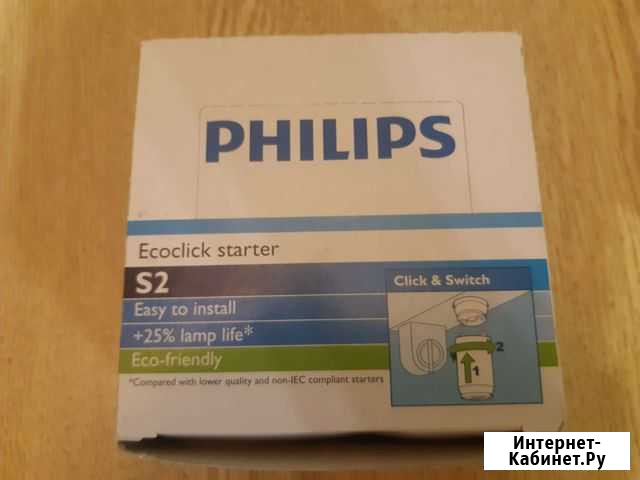 PHILIPS
Ecoclick starter
S2
Easy to install
+25% lamp life*
Eco-friendly
*Compared with lower quality and non-IEC compliant starters
Click & Switch
2
1
Интернет-
Кабинет.Ру